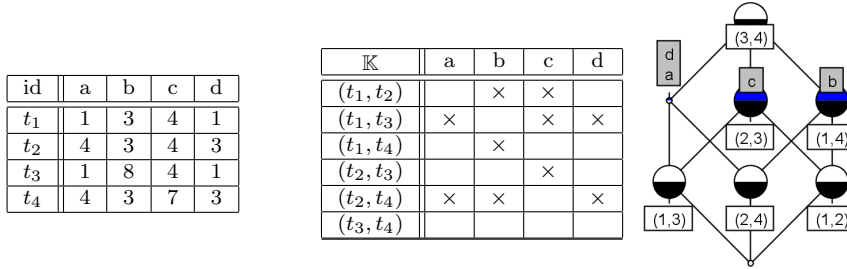 id a b c d
t1 1 3 4 1
t2 4 3 4 3
t3 1 8 4 1
t4 4 3 7 3
𝕂 a b c d
(t1, t2) × ×
(t1, t3) × × ×
(t1, t4) ×
(t2, t3) ×
(t2, t4) × × ×
(t3, t4)
(3,4)
d
a
c
b
(2,3)
(1,4)
(1,3)
(2,4)
(1,2)